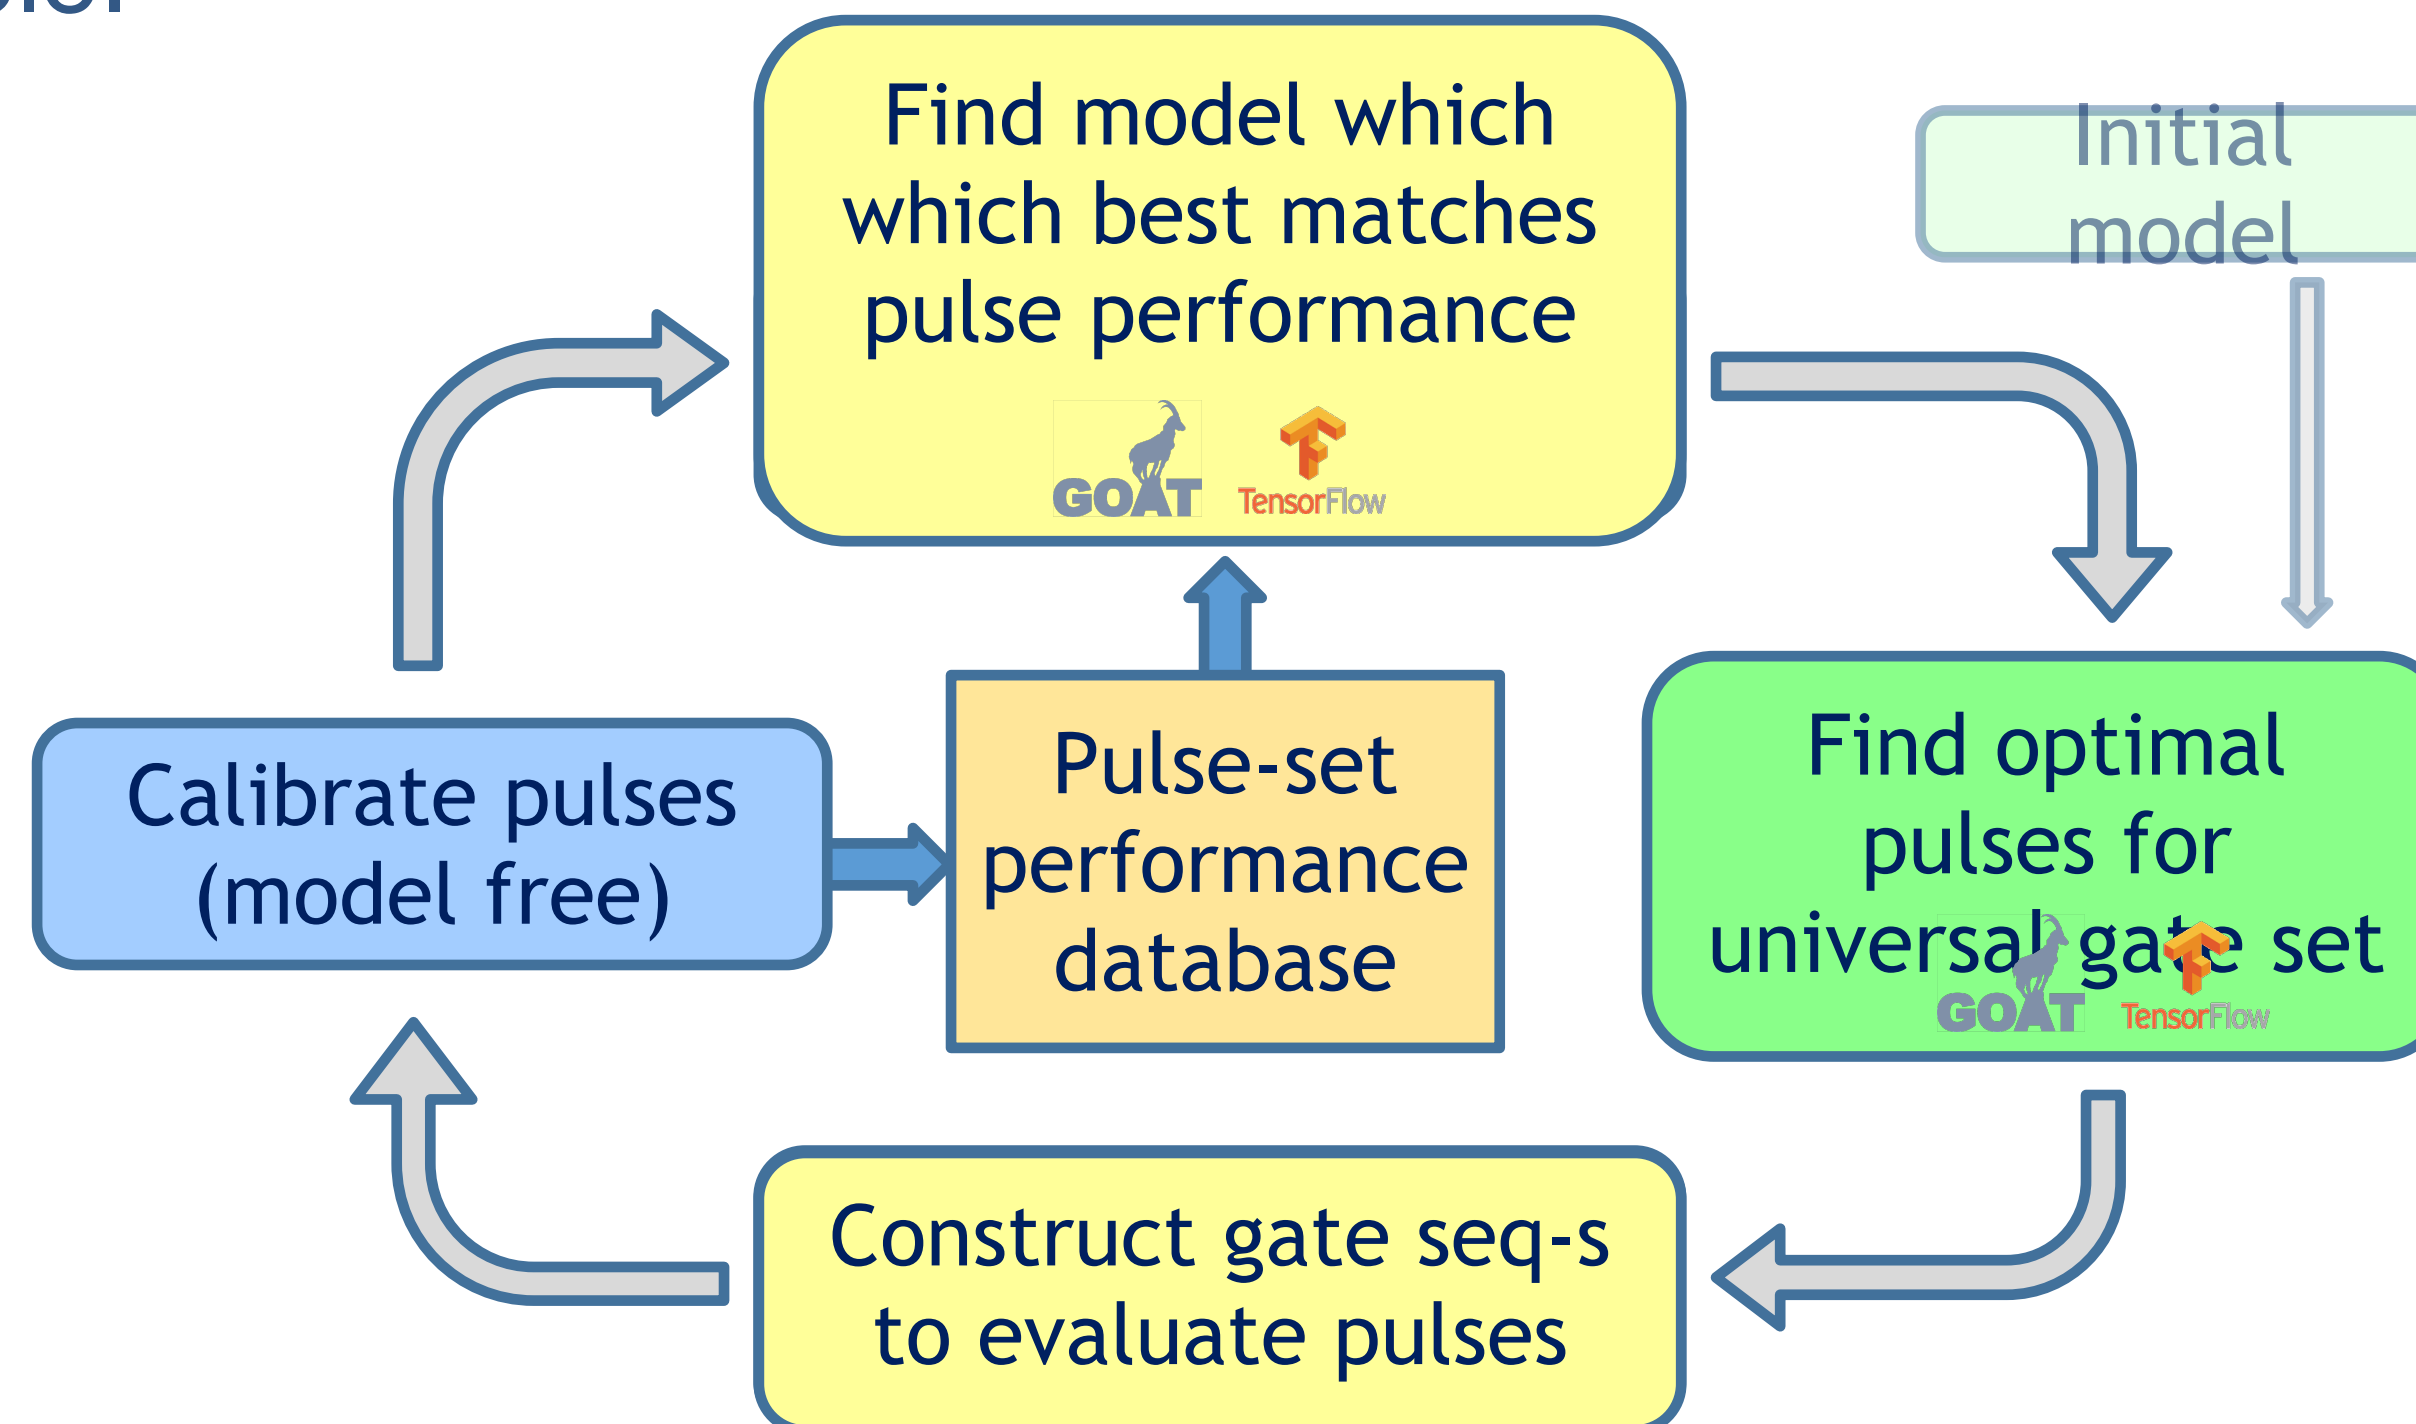 Find model which
which best matches
pulse performance
GOAT
TensorFlow
Initial
model
Calibrate pulses
(model free)
Pulse-set
performance
database
Find optimal
pulses for
universal gate set
GOAT
TensorFlow
Construct gate seq-s
to evaluate pulses